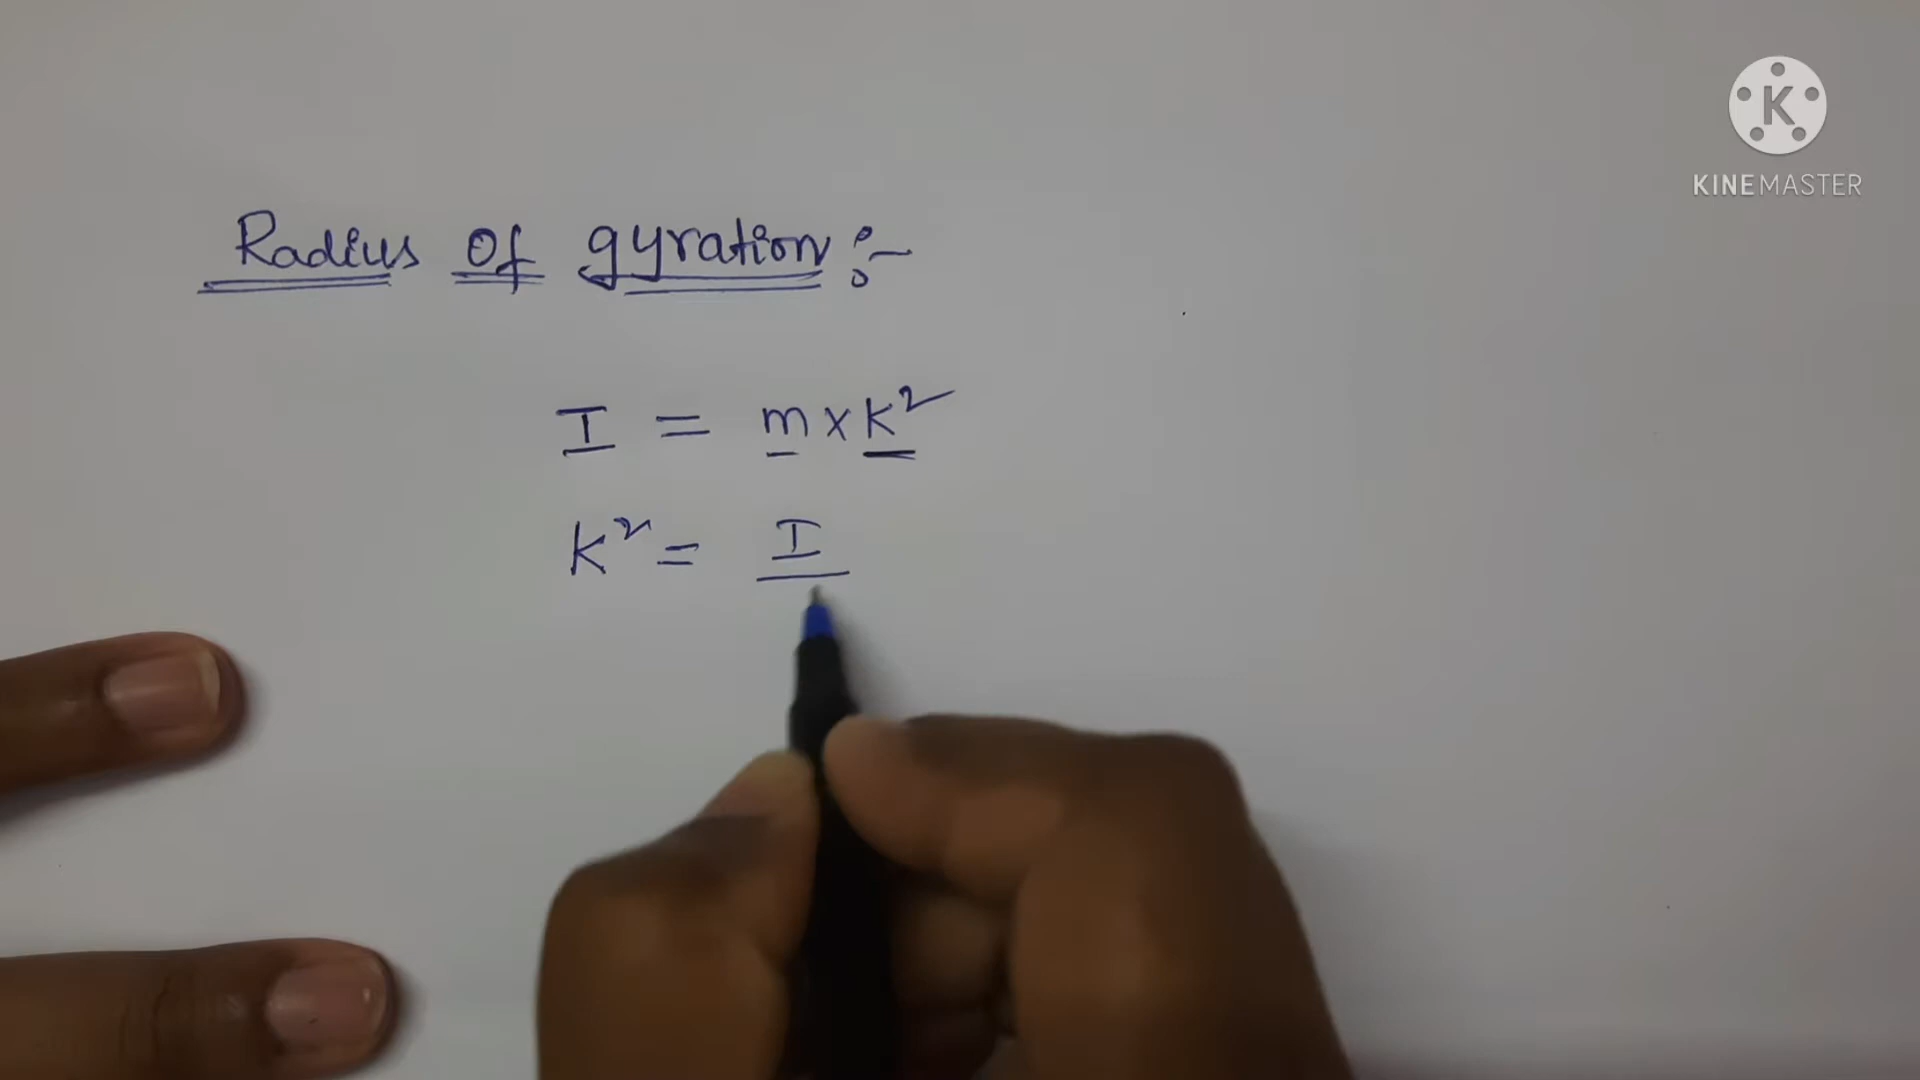 K
KINEMASTER
Radius Of gyration :-
I = m x k²
K² = I